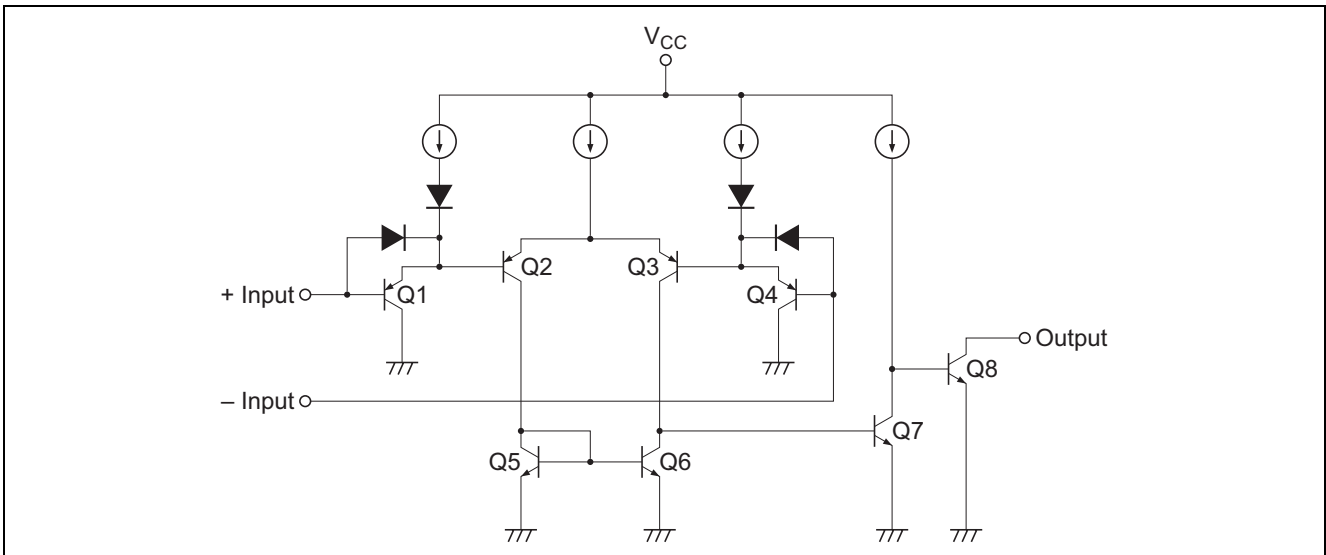 VCC
Q2
Q3
+ Input
Q1
Q4
Output
Q8
– Input
Q7
Q5
Q6